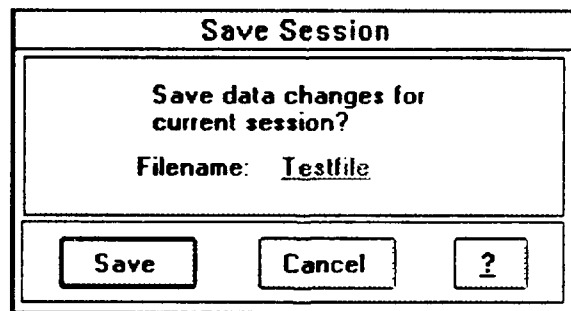 Save Session
Save data changes for
current session?
Filename: Testfile
Save Cancel ?